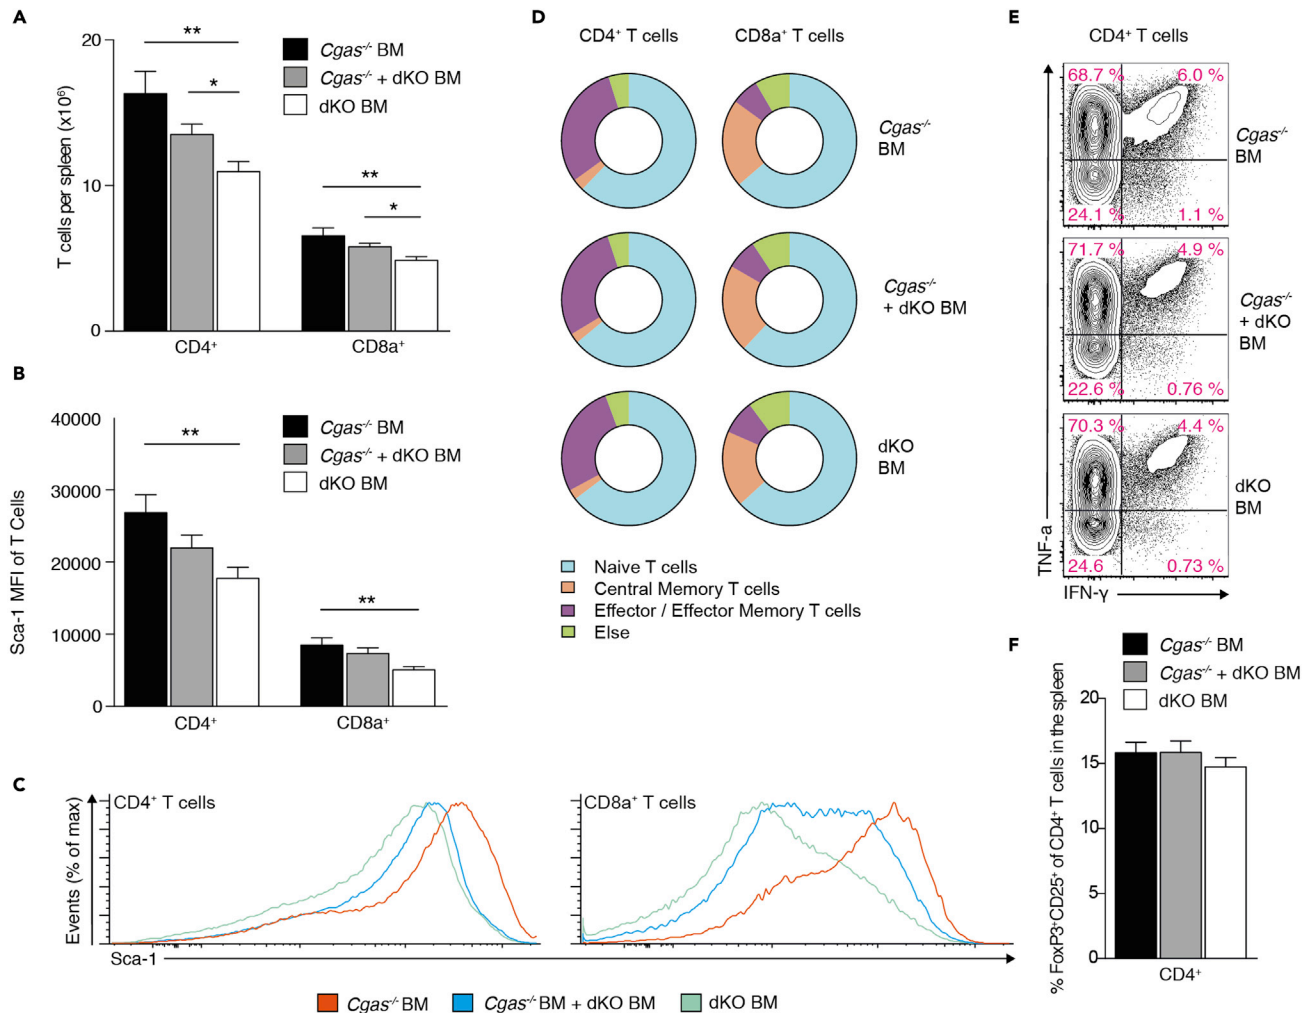 A
T cells per spleen (x10⁶)
20
10
0
**
*
**
*
Cgas⁻/⁻ BM
Cgas⁻/⁻ + dKO BM
dKO BM
CD4⁺
CD8a⁺
B
Sca-1 MFI of T Cells
40000
30000
20000
10000
0
**
**
Cgas⁻/⁻ BM
Cgas⁻/⁻ + dKO BM
dKO BM
CD4⁺
CD8a⁺
C
Events (% of max)
CD4⁺ T cells
CD8a⁺ T cells
Sca-1
Cgas⁻/⁻ BM
Cgas⁻/⁻ BM + dKO BM
dKO BM
D
CD4⁺ T cells
CD8a⁺ T cells
Cgas⁻/⁻
BM
Cgas⁻/⁻
+ dKO BM
dKO
BM
Naive T cells
Central Memory T cells
Effector / Effector Memory T cells
Else
E
CD4⁺ T cells
68.7 %
6.0 %
24.1 %
1.1 %
Cgas⁻/⁻
BM
71.7 %
4.9 %
22.6 %
0.76 %
Cgas⁻/⁻
+ dKO
BM
70.3 %
4.4 %
24.6
0.73 %
dKO
BM
TNF-a
IFN-γ
F
Cgas⁻/⁻ BM
Cgas⁻/⁻ + dKO BM
dKO BM
% FoxP3⁺CD25⁺ of CD4⁺ T cells in the spleen
20
15
10
5
0
CD4⁺